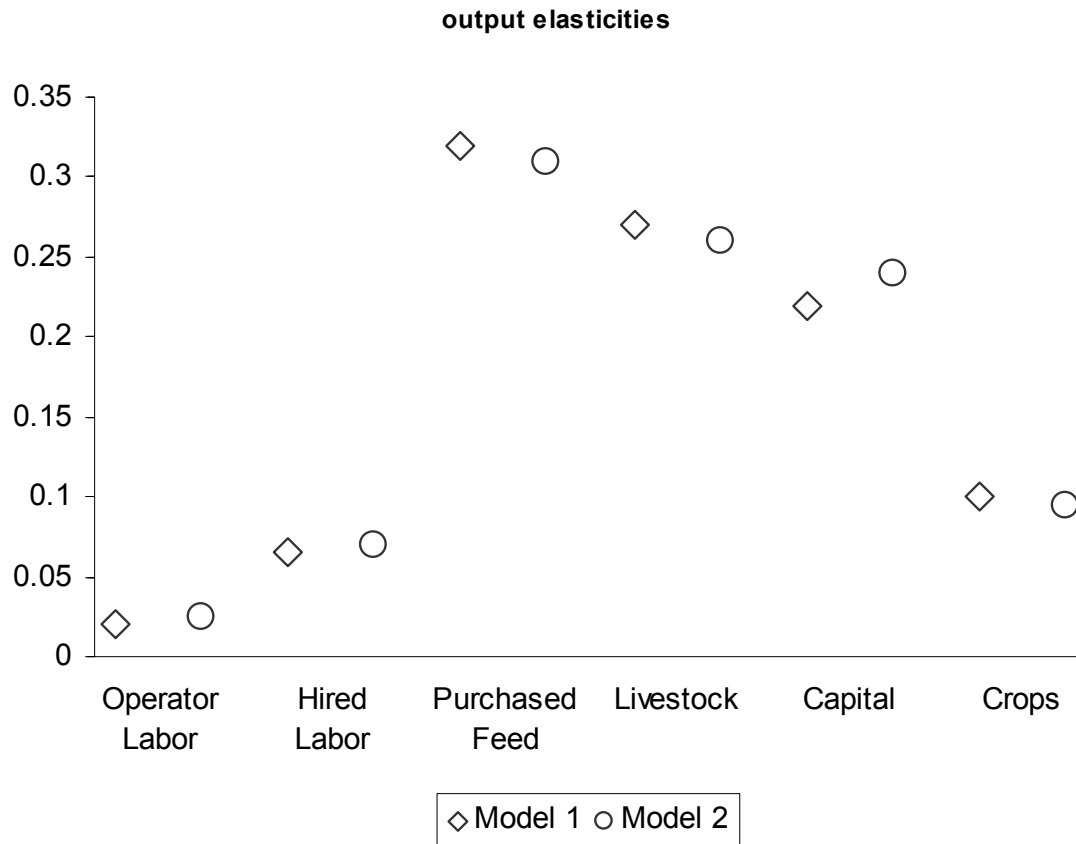 output elasticities
0.35
0.3
0.25
0.2
0.15
0.1
0.05
0
Operator Hired Purchased Livestock Capital Crops
Labor Labor Feed
Model 1 Model 2